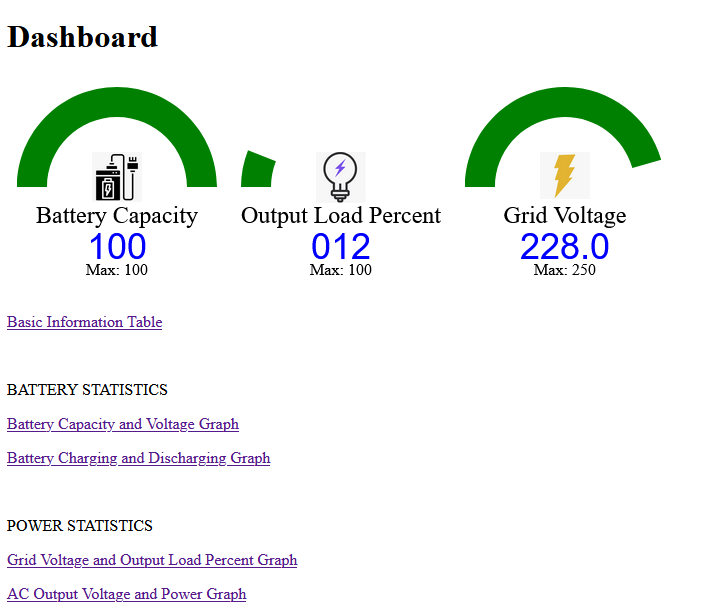 Dashboard
Battery Capacity
100
Max: 100
Output Load Percent
012
Max: 100
Grid Voltage
228.0
Max: 250
Basic Information Table
BATTERY STATISTICS
Battery Capacity and Voltage Graph
Battery Charging and Discharging Graph
POWER STATISTICS
Grid Voltage and Output Load Percent Graph
AC Output Voltage and Power Graph